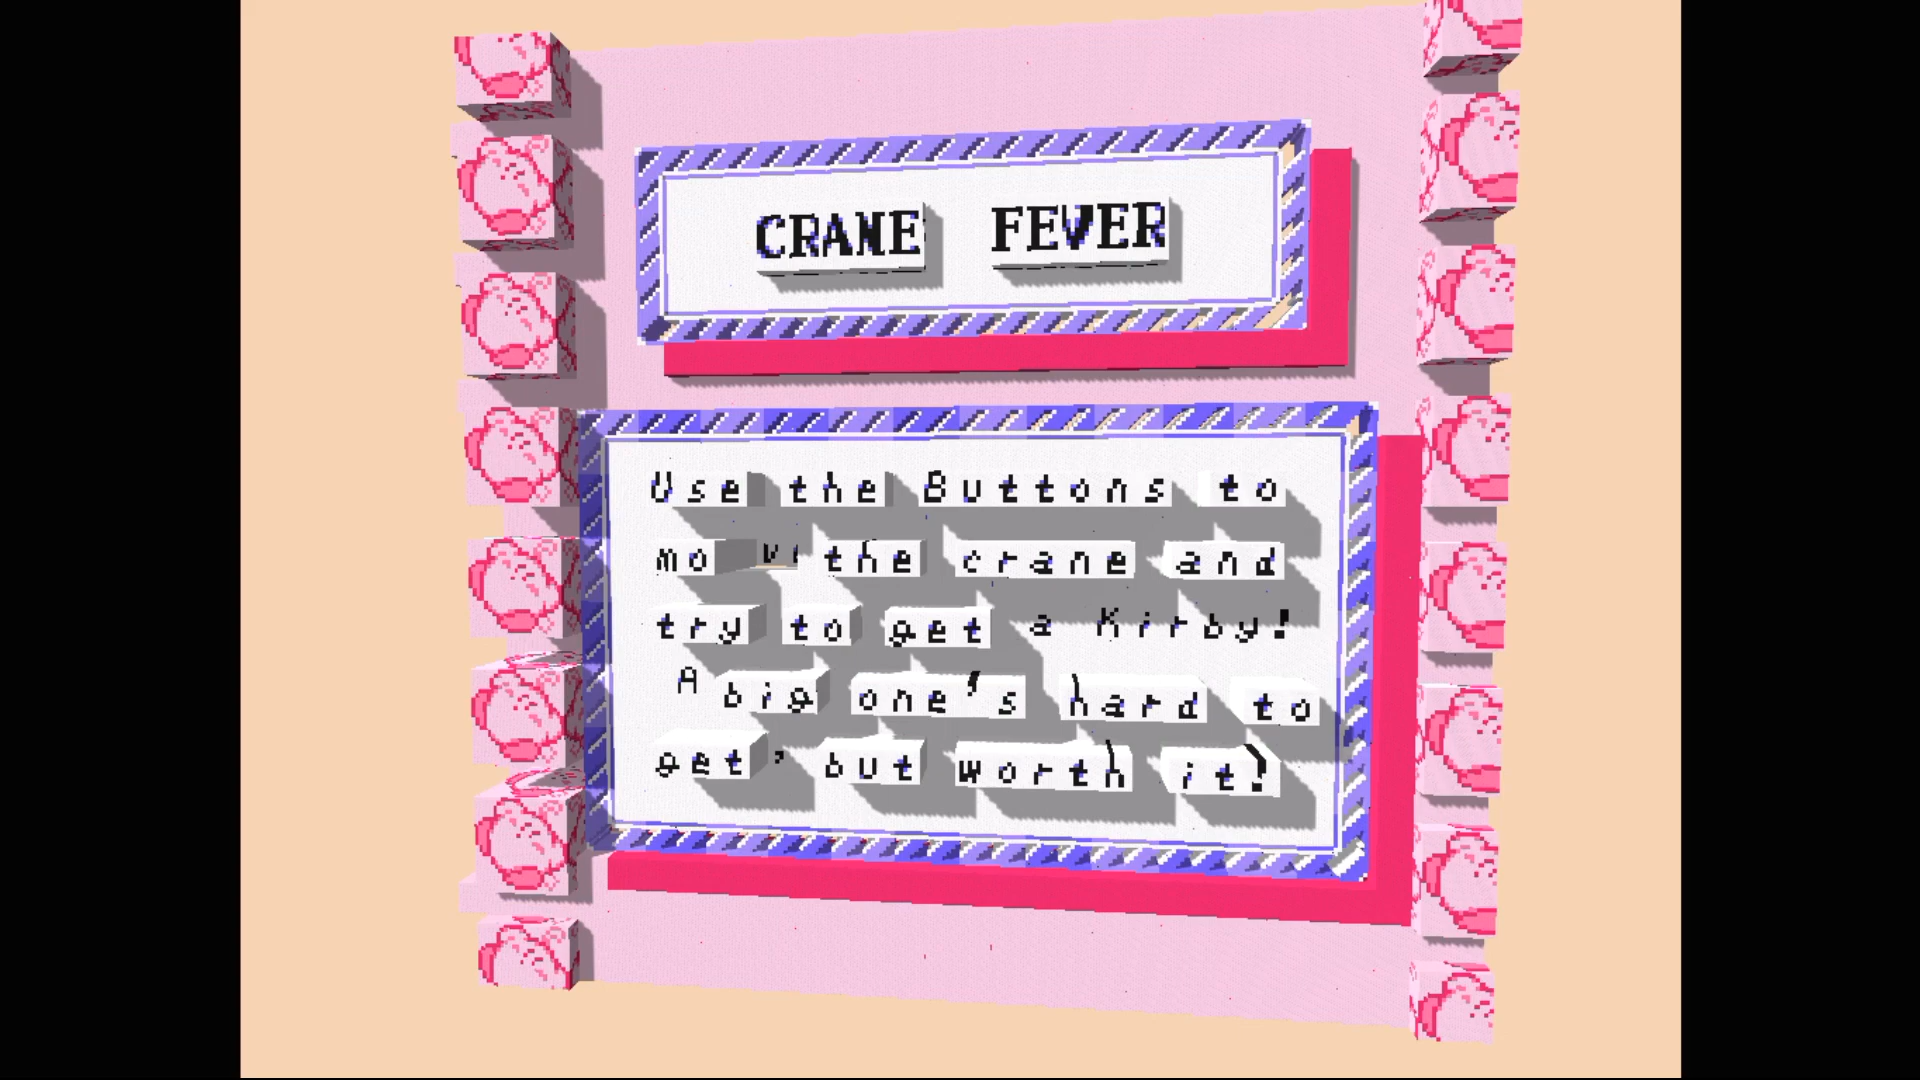 CRANE FEVER
Use the Buttons to
move the crane and
try to get a Kirby!
A big one's hard to
get, but worth it!